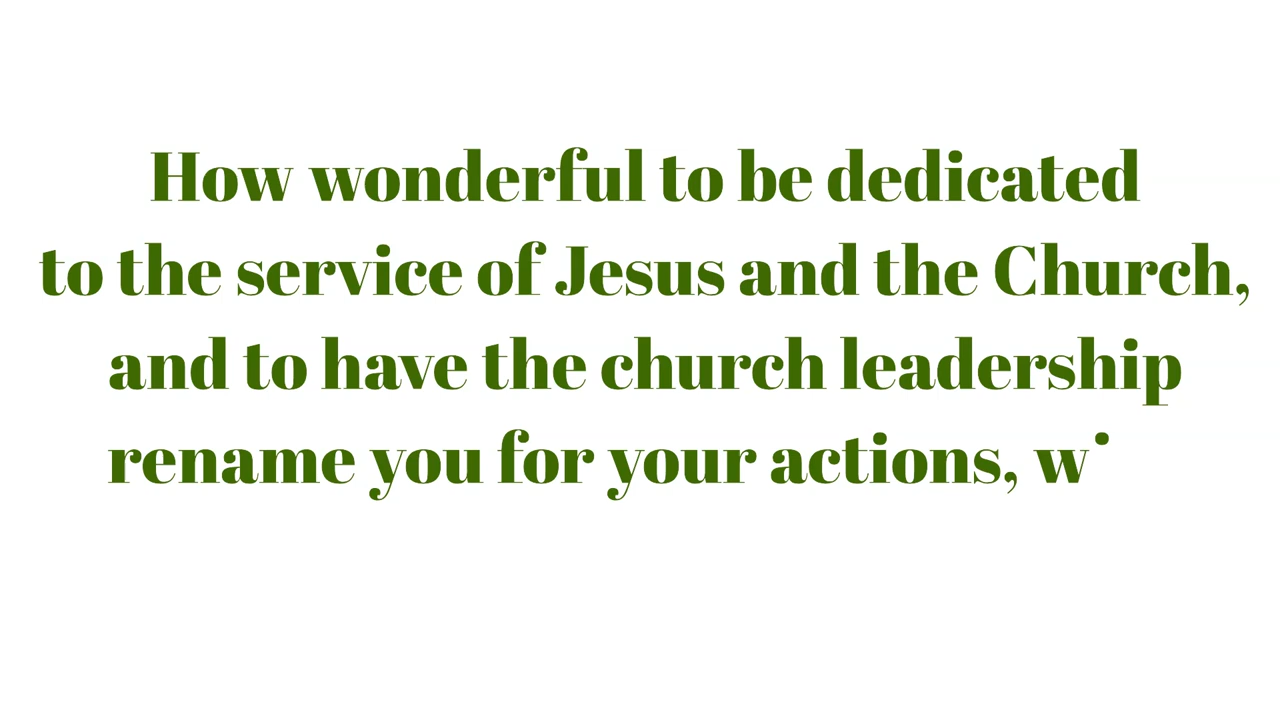 How wonderful to be dedicated
to the service of Jesus and the Church,
and to have the church leadership
rename you for your actions,